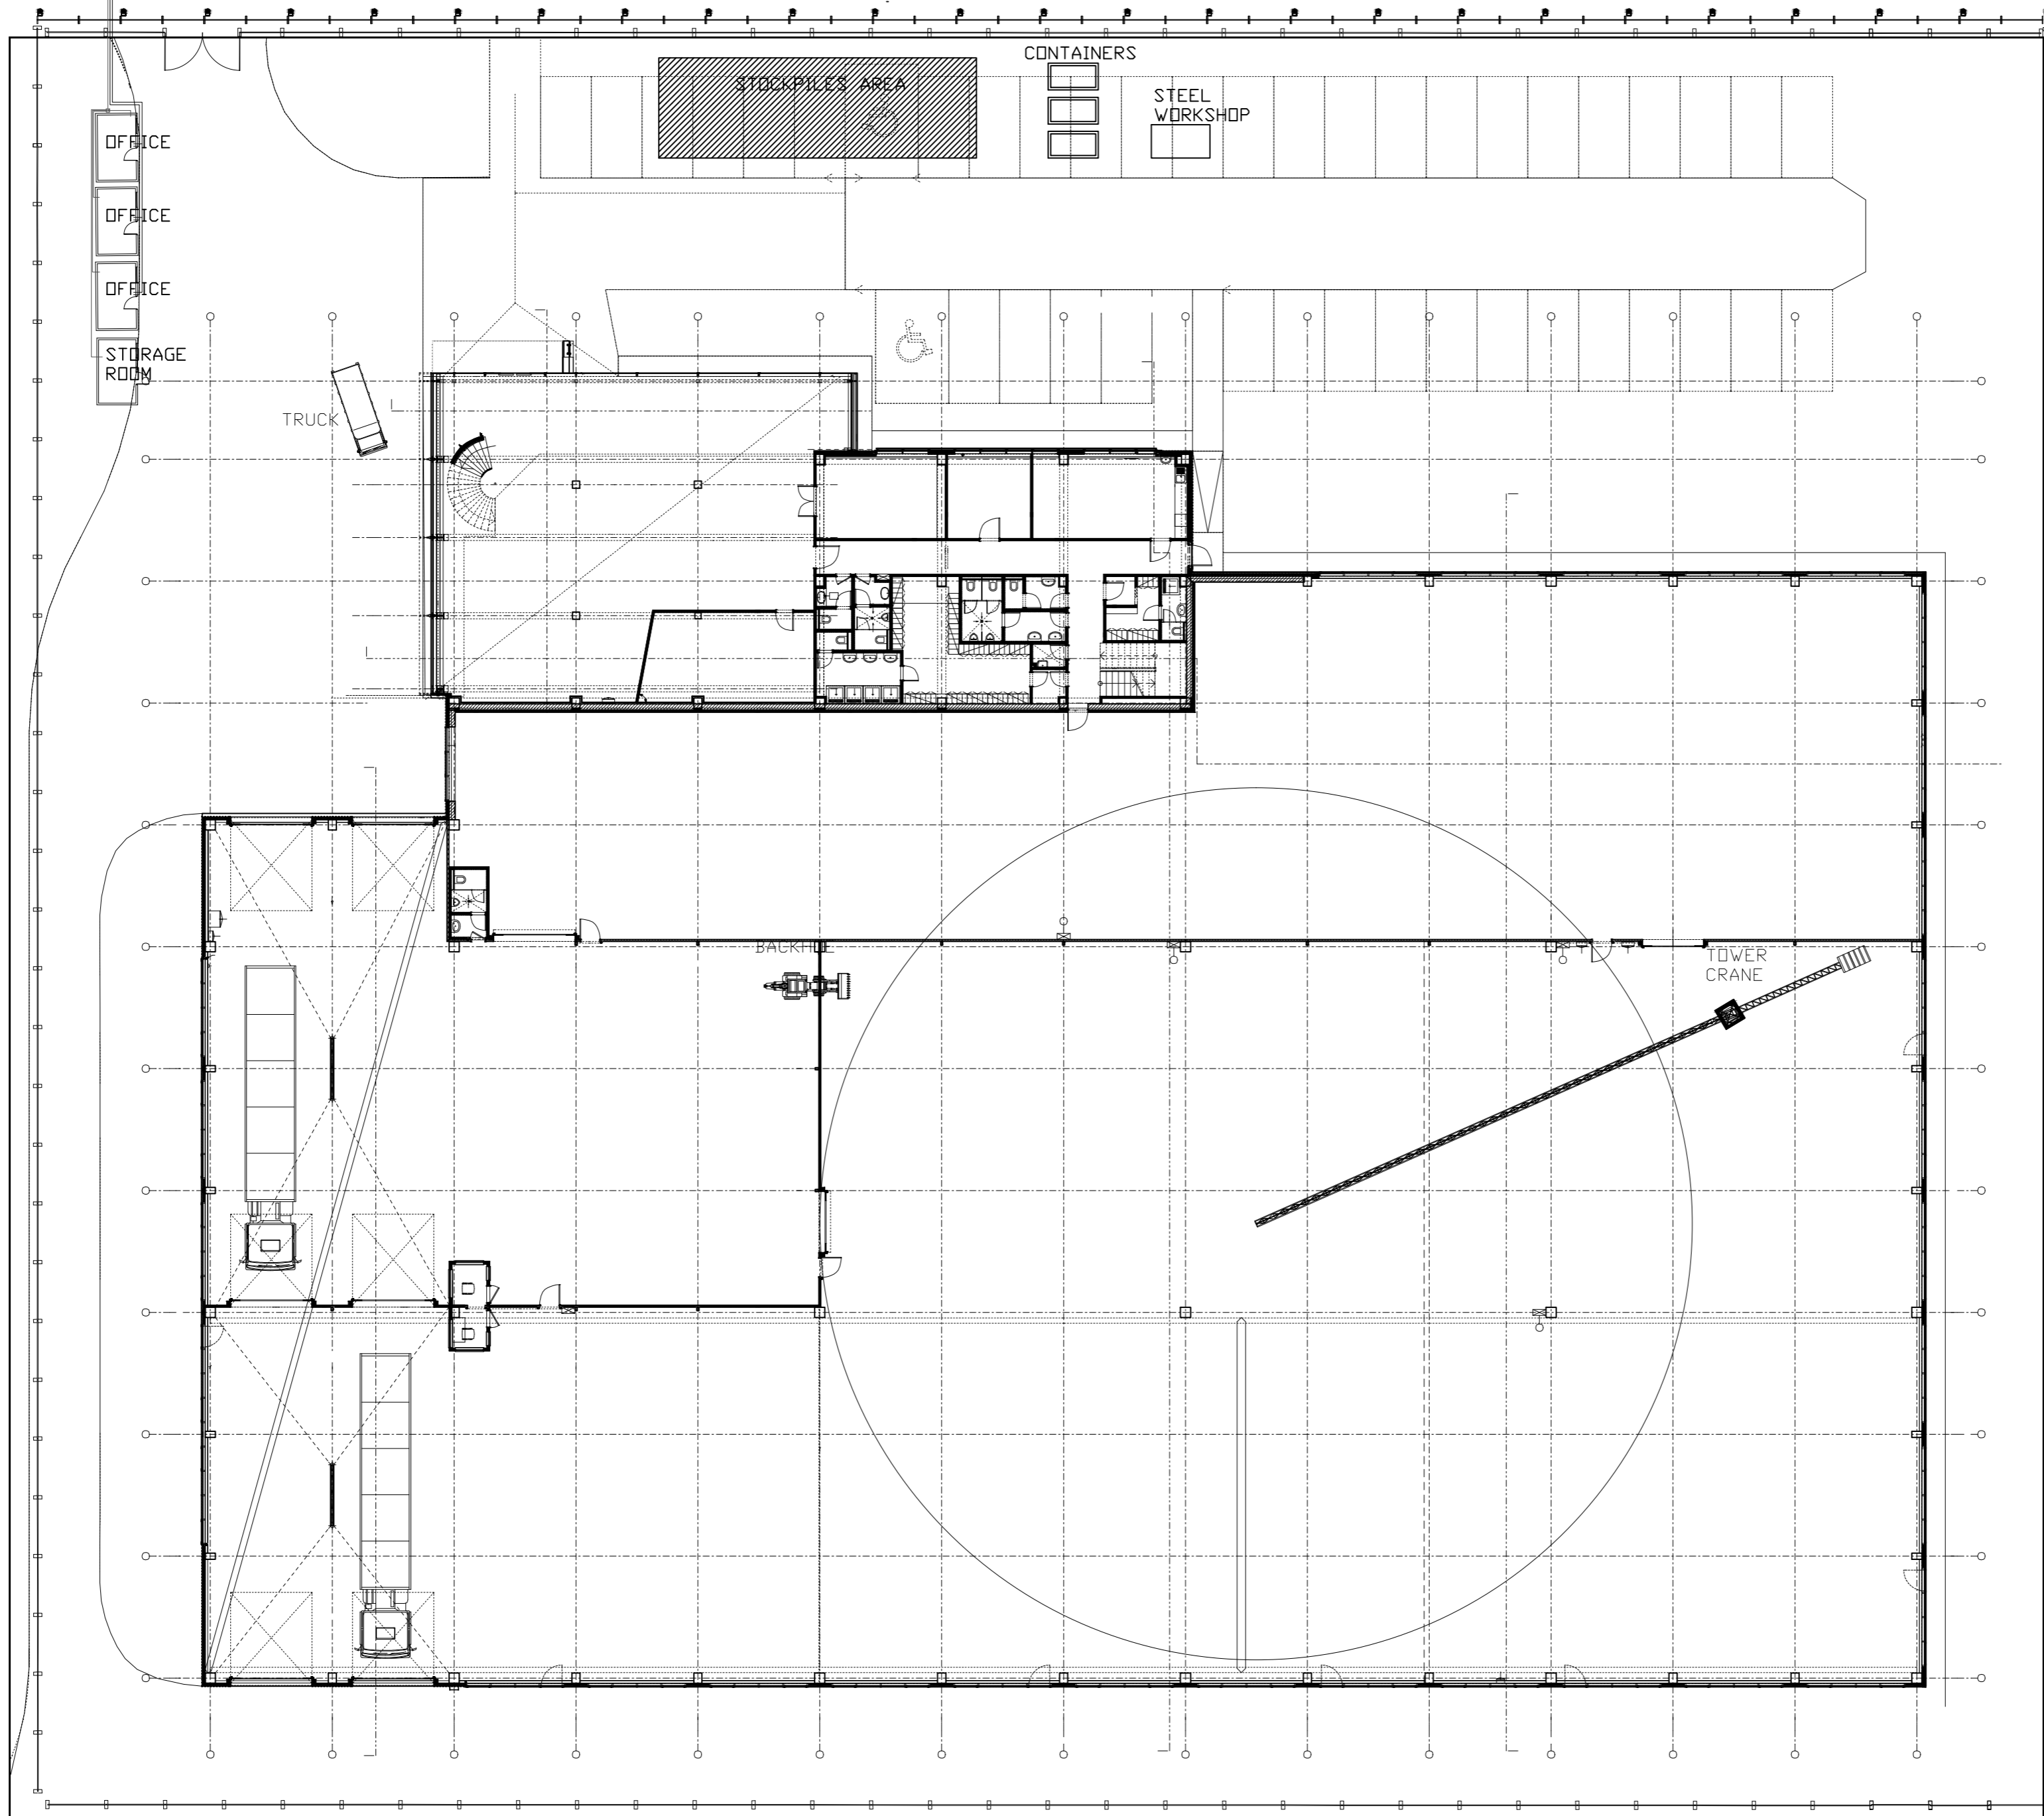 CONTAINERS
STOCKPILES AREA
STEEL
WORKSHOP
OFFICE
OFFICE
OFFICE
STORAGE
ROOM
TRUCK
BACKHOE
TOWER
CRANE